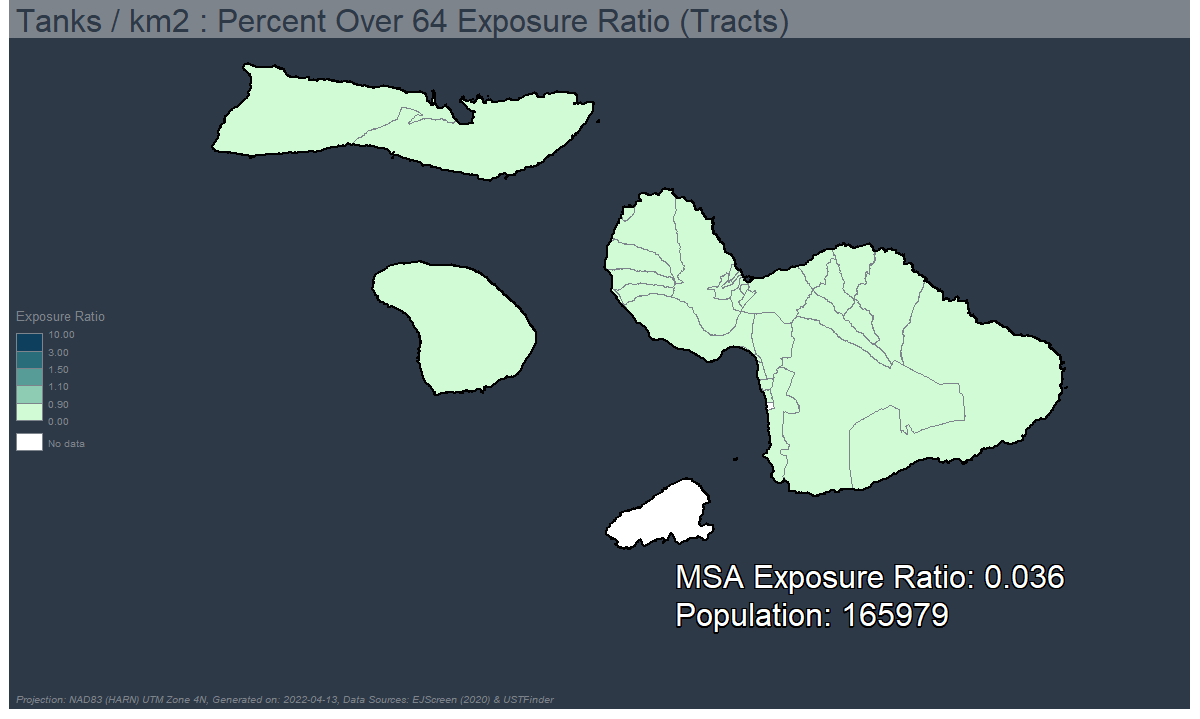 Tanks / km2 : Percent Over 64 Exposure Ratio (Tracts)
Exposure Ratio
10.00
3.00
1.50
1.10
0.90
0.00
No data
MSA Exposure Ratio: 0.036
Population: 165979
Projection: NAD83 (HARN) UTM Zone 4N, Generated on: 2022-04-13, Data Sources: EJScreen (2020) & USTFinder